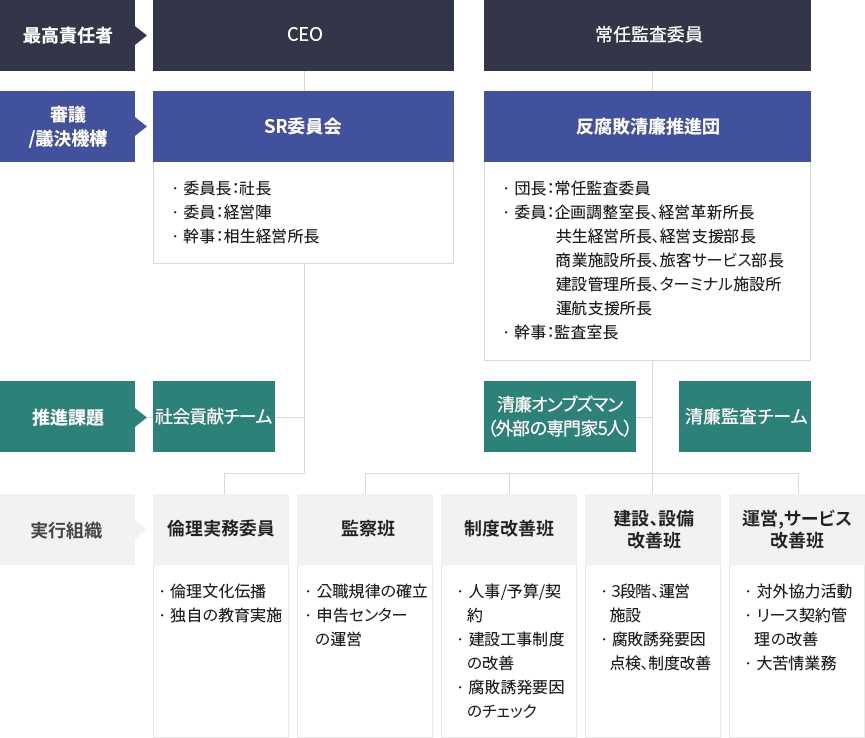 最高責任者
CEO
常任監査委員
審議
/議決機構
SR委員会
反腐敗清廉推進団
· 委員長：社長
· 委員：経営陣
· 幹事：相生経営所長
· 団長：常任監査委員
· 委員：企画調整室長、経営革新所長
共生経営所長、経営支援部長
商業施設所長、旅客サービス部長
建設管理所長、ターミナル施設所
運航支援所長
· 幹事：監査室長
推進課題
社会貢献チーム
清廉オンブズマン
（外部の専門家5人）
清廉監査チーム
実行組織
倫理実務委員
監察班
制度改善班
建設、設備
改善班
運営,サービス
改善班
· 倫理文化伝播
· 独自の教育実施
· 公職規律の確立
· 申告センター
の運営
· 人事/予算/契
約
· 建設工事制度
の改善
· 腐敗誘発要因
のチェック
· 3段階、運営
施設
· 腐敗誘発要因
点検、制度改善
· 対外協力活動
· リース契約管
理の改善
· 大苦情業務